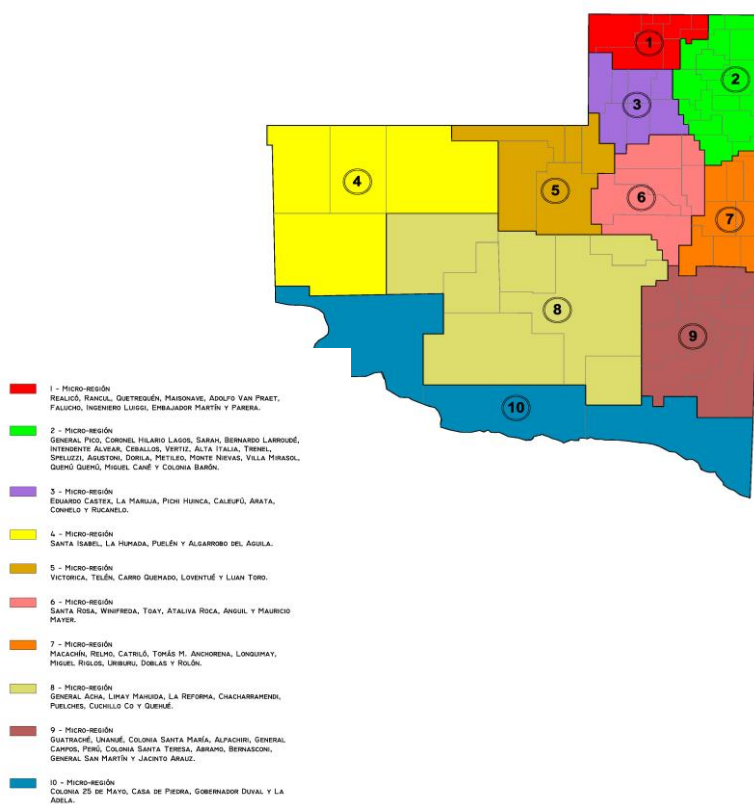 1
2
3
4
5
6
7
8
9
10
1 - Micro-región
Realicó, Rancul, Quetrequén, Maisonave, Adolfo Van Praet,
Falucho, Ingeniero Luiggi, Embajador Martín y Parera.
2 - Micro-región
General Pico, Coronel Hilario Lagos, Sarah, Bernardo Larroudé,
Intendente Alvear, Ceballos, Vertiz, Alta Italia, Trenel,
Speluzzi, Agustoni, Dorila, Metileo, Monte Nievas, Villa Mirasol,
Quemú Quemú, Miguel Cané y Colonia Barón.
3 - Micro-región
Eduardo Castex, La Maruja, Pichi Huinca, Caleufú, Arata,
Conhelo y Rucanelo.
4 - Micro-región
Santa Isabel, La Humada, Puelén y Algarrobo del Aguila.
5 - Micro-región
Victorica, Telén, Carro Quemado, Loventué y Luan Toro.
6 - Micro-región
Santa Rosa, Winifreda, Toay, Ataliva Roca, Anguil y Mauricio
Mayer.
7 - Micro-región
Macachín, Relmo, Catriló, Tomás M. Anchorena, Lonquimay,
Miguel Riglos, Uriburu, Doblas y Rolón.
8 - Micro-región
General Acha, Limay Mahuida, La Reforma, Chacharramendi,
Puelches, Cuchillo Co y Quehué.
9 - Micro-región
Guatraché, Unanué, Colonia Santa María, Alpachiri, General
Campos, Perú, Colonia Santa Teresa, Abramo, Bernasconi,
General San Martín y Jacinto Arauz.
10 - Micro-región
Colonia 25 de Mayo, Casa de Piedra, Gobernador Duval y La
Adela.